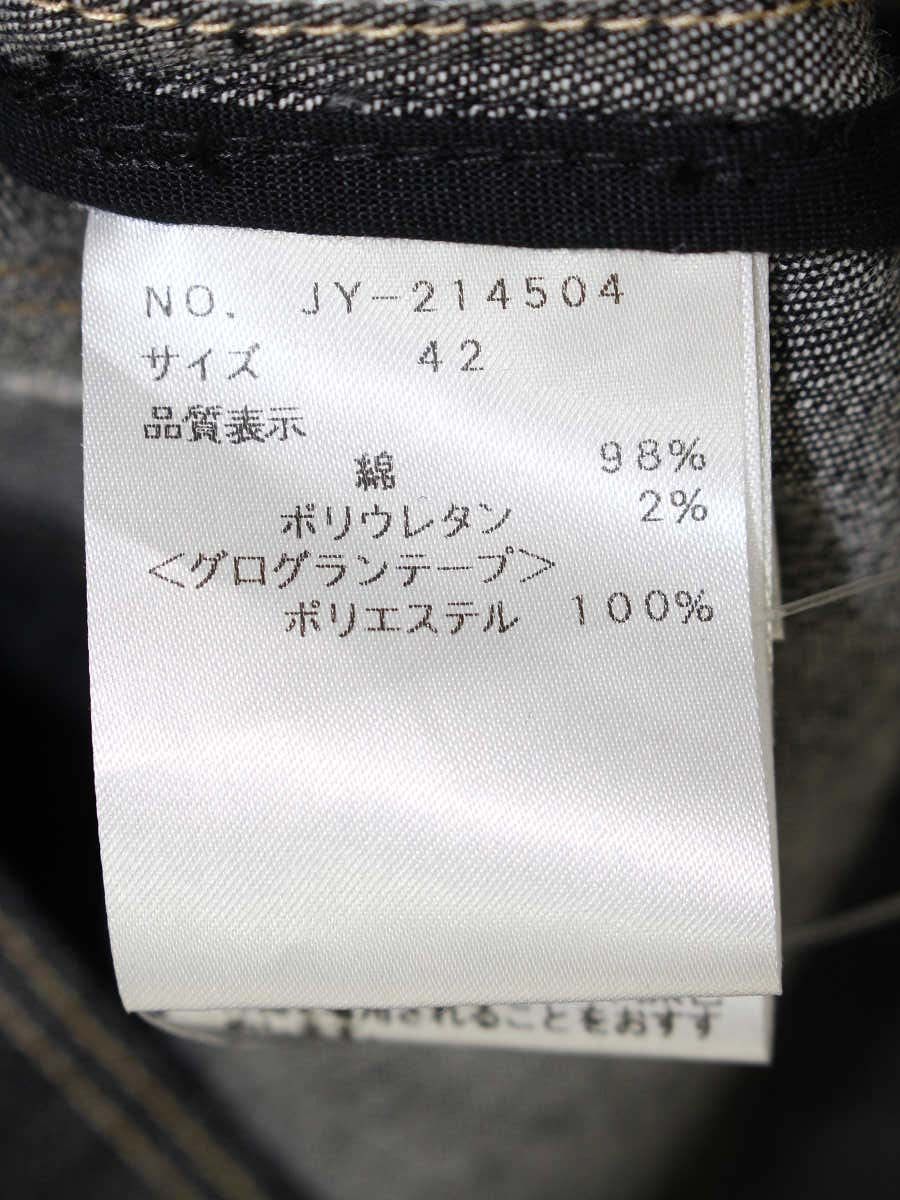 NO. JY-214504
サイズ 42
品質表示
綿 98%
ポリウレタン 2%
<グログランテープ>
ポリエステル 100%
用されることをおすす